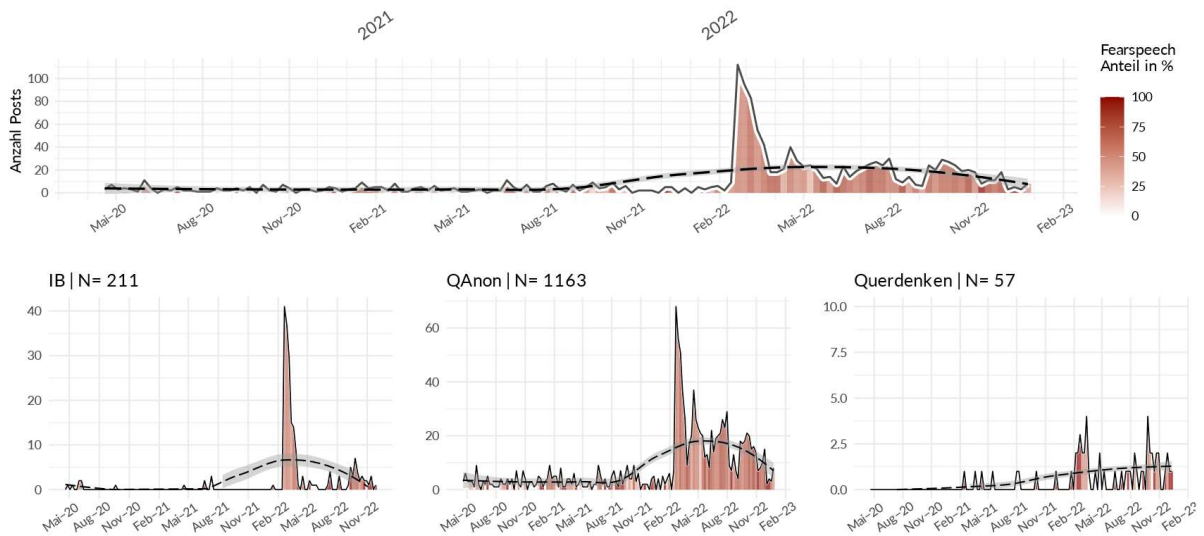 2021
2022
Fearspeech
Anteil in %
Anzahl Posts
100
80
60
40
20
0
100
75
50
25
0
Mai-20
Aug-20
Nov-20
Feb-21
Mai-21
Aug-21
Nov-21
Feb-22
Mai-22
Aug-22
Nov-22
Feb-23
IB | N= 211
40
30
20
10
0
Mai-20
Aug-20
Nov-20
Feb-21
Mai-21
Aug-21
Nov-21
Feb-22
Mai-22
Aug-22
Nov-22
QAnon | N= 1163
60
40
20
0
Mai-20
Aug-20
Nov-20
Feb-21
Mai-21
Aug-21
Nov-21
Feb-22
Mai-22
Aug-22
Nov-22
Feb-23
Querdenken | N= 57
10.0
7.5
5.0
2.5
0.0
Mai-20
Aug-20
Nov-20
Feb-21
Mai-21
Aug-21
Nov-21
Feb-22
Mai-22
Aug-22
Nov-22
Feb-23